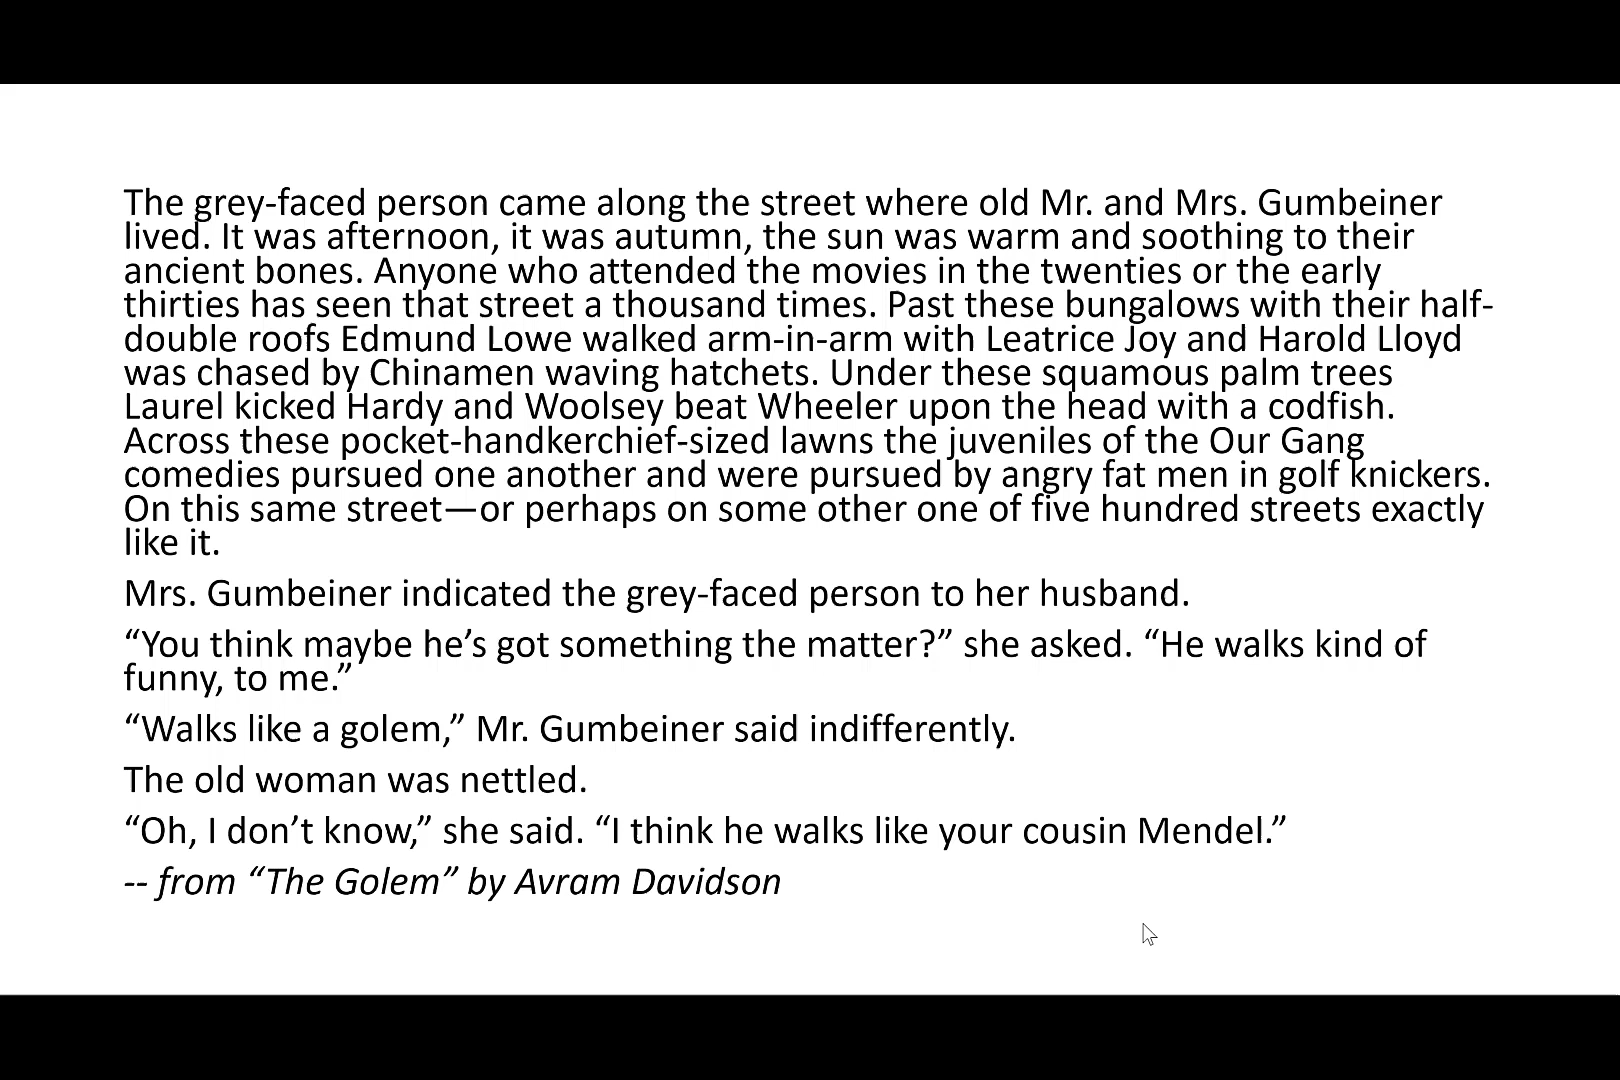 The grey-faced person came along the street where old Mr. and Mrs. Gumbeiner
lived. It was afternoon, it was autumn, the sun was warm and soothing to their
ancient bones. Anyone who attended the movies in the twenties or the early
thirties has seen that street a thousand times. Past these bungalows with their half-
double roofs Edmund Lowe walked arm-in-arm with Leatrice Joy and Harold Lloyd
was chased by Chinamen waving hatchets. Under these squamous palm trees
Laurel kicked Hardy and Woolsey beat Wheeler upon the head with a codfish.
Across these pocket-handkerchief-sized lawns the juveniles of the Our Gang
comedies pursued one another and were pursued by angry fat men in golf knickers.
On this same street—or perhaps on some other one of five hundred streets exactly
like it.
Mrs. Gumbeiner indicated the grey-faced person to her husband.
“You think maybe he’s got something the matter?” she asked. “He walks kind of
funny, to me.”
“Walks like a golem,” Mr. Gumbeiner said indifferently.
The old woman was nettled.
“Oh, I don’t know,” she said. “I think he walks like your cousin Mendel.”
-- from “The Golem” by Avram Davidson